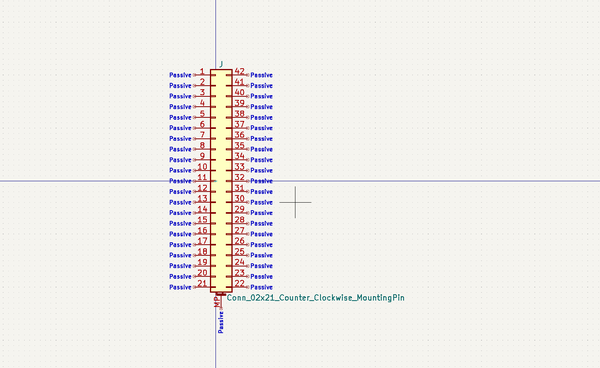 J
Passive 1 42 Passive
Passive 2 41 Passive
Passive 3 40 Passive
Passive 4 39 Passive
Passive 5 38 Passive
Passive 6 37 Passive
Passive 7 36 Passive
Passive 8 35 Passive
Passive 9 34 Passive
Passive 10 33 Passive
Passive 11 32 Passive
Passive 12 31 Passive
Passive 13 30 Passive
Passive 14 29 Passive
Passive 15 28 Passive
Passive 16 27 Passive
Passive 17 26 Passive
Passive 18 25 Passive
Passive 19 24 Passive
Passive 20 23 Passive
Passive 21 22 Passive
MP Conn_02x21_Counter_Clockwise_MountingPin
Passive